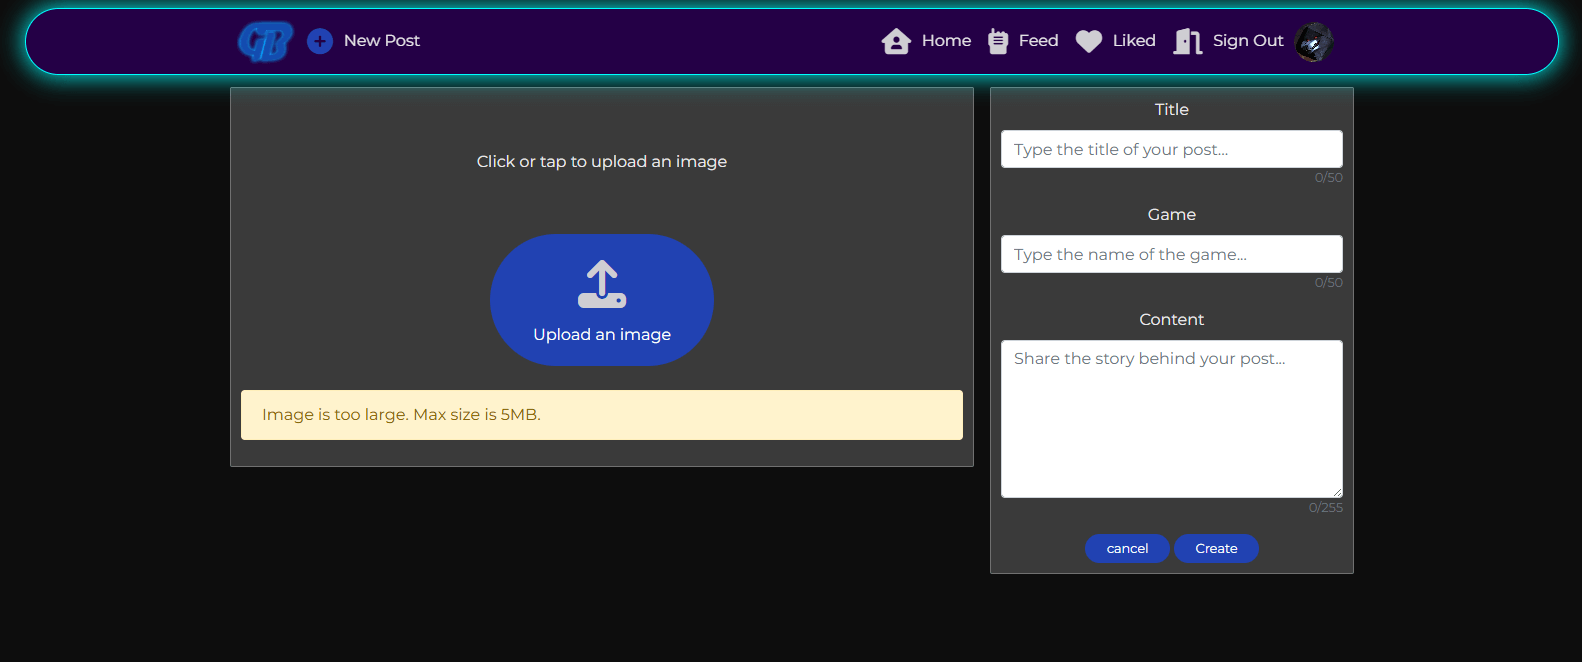 GB
New Post
Home
Feed
Liked
Sign Out
Click or tap to upload an image
Upload an image
Image is too large. Max size is 5MB.
Title
Type the title of your post...
0/50
Game
Type the name of the game...
0/50
Content
Share the story behind your post...
0/255
cancel
Create